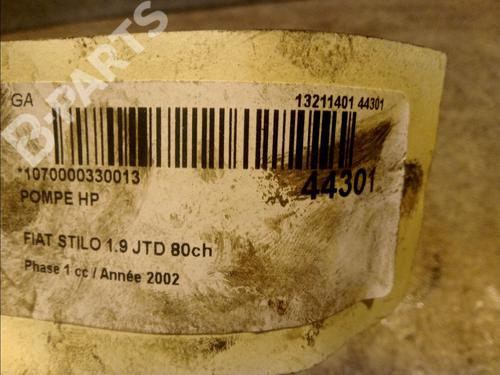 B-PARTS
GA
13211401 44301
*1070000330013
44301
POMPE HP
FIAT STILO 1.9 JTD 80ch
Phase 1 cc / Année 2002